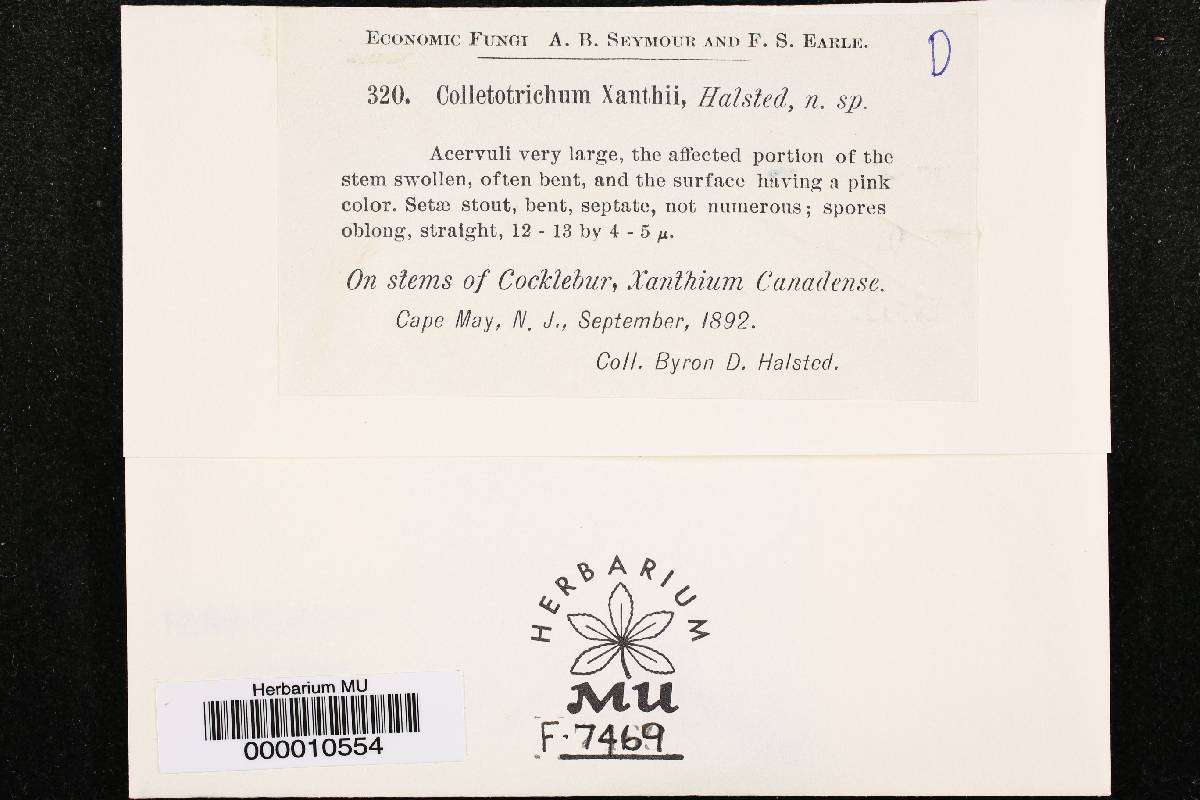 Economic Fungi A. B. Seymour and F. S. Earle.
D
320. Colletotrichum Xanthii, Halsted, n. sp.
Acervuli very large, the affected portion of the
stem swollen, often bent, and the surface having a pink
color. Setæ stout, bent, septate, not numerous; spores
oblong, straight, 12 - 13 by 4 - 5 µ.
On stems of Cocklebur, Xanthium Canadense.
Cape May, N. J., September, 1892.
Coll. Byron D. Halsted.
HERBARIUM
MU
F.7469
Herbarium MU
000010554